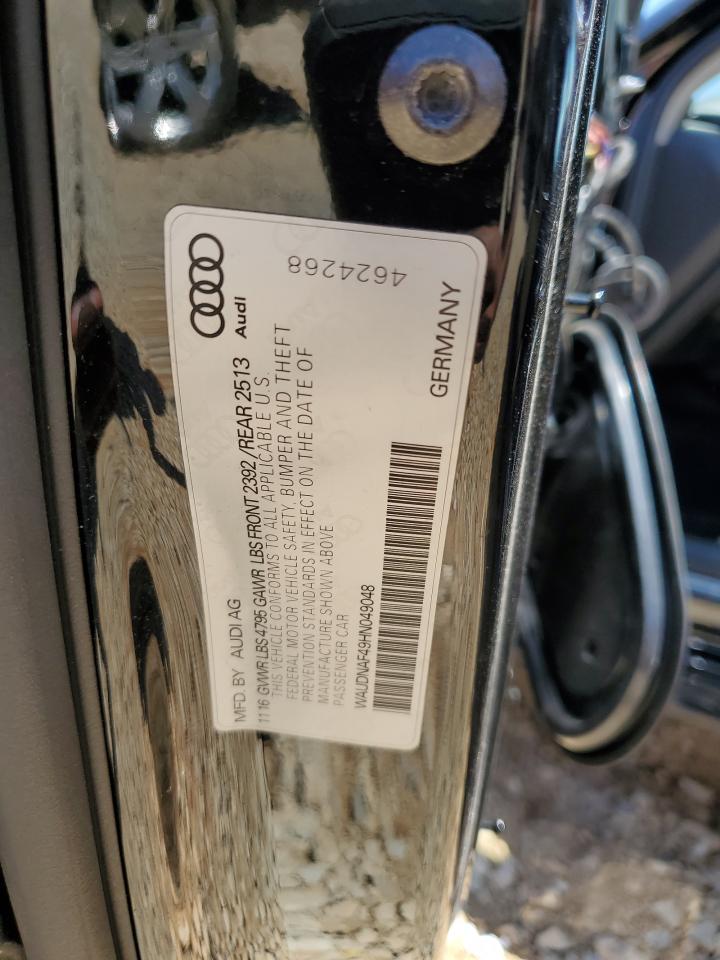 Audi
4624268
MFD. BY AUDI AG
11 16 GVWR LBS 4795 GAWR LBS FRONT 2392 / REAR 2513
THIS VEHICLE CONFORMS TO ALL APPLICABLE U.S.
FEDERAL MOTOR VEHICLE SAFETY, BUMPER AND THEFT
PREVENTION STANDARDS IN EFFECT ON THE DATE OF
MANUFACTURE SHOWN ABOVE
PASSENGER CAR
WAUDNAF49HN049048
GERMANY